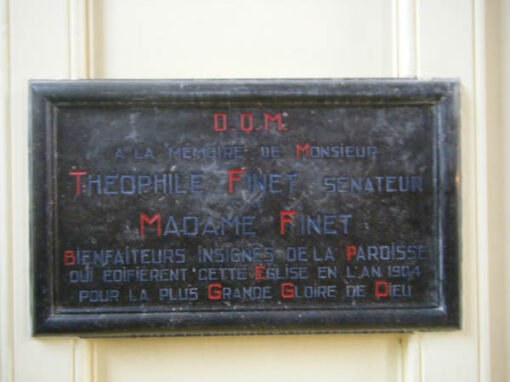 D.O.M.
A LA MEMOIRE DE MONSIEUR
THEOPHILE FINET SENATEUR
MADAME FINET
BIENFAITEURS INSIGNES DE LA PAROISSE
QUI EDIFIERENT CETTE EGLISE EN L'AN 1904
POUR LA PLUS GRANDE GLOIRE DE DIEU